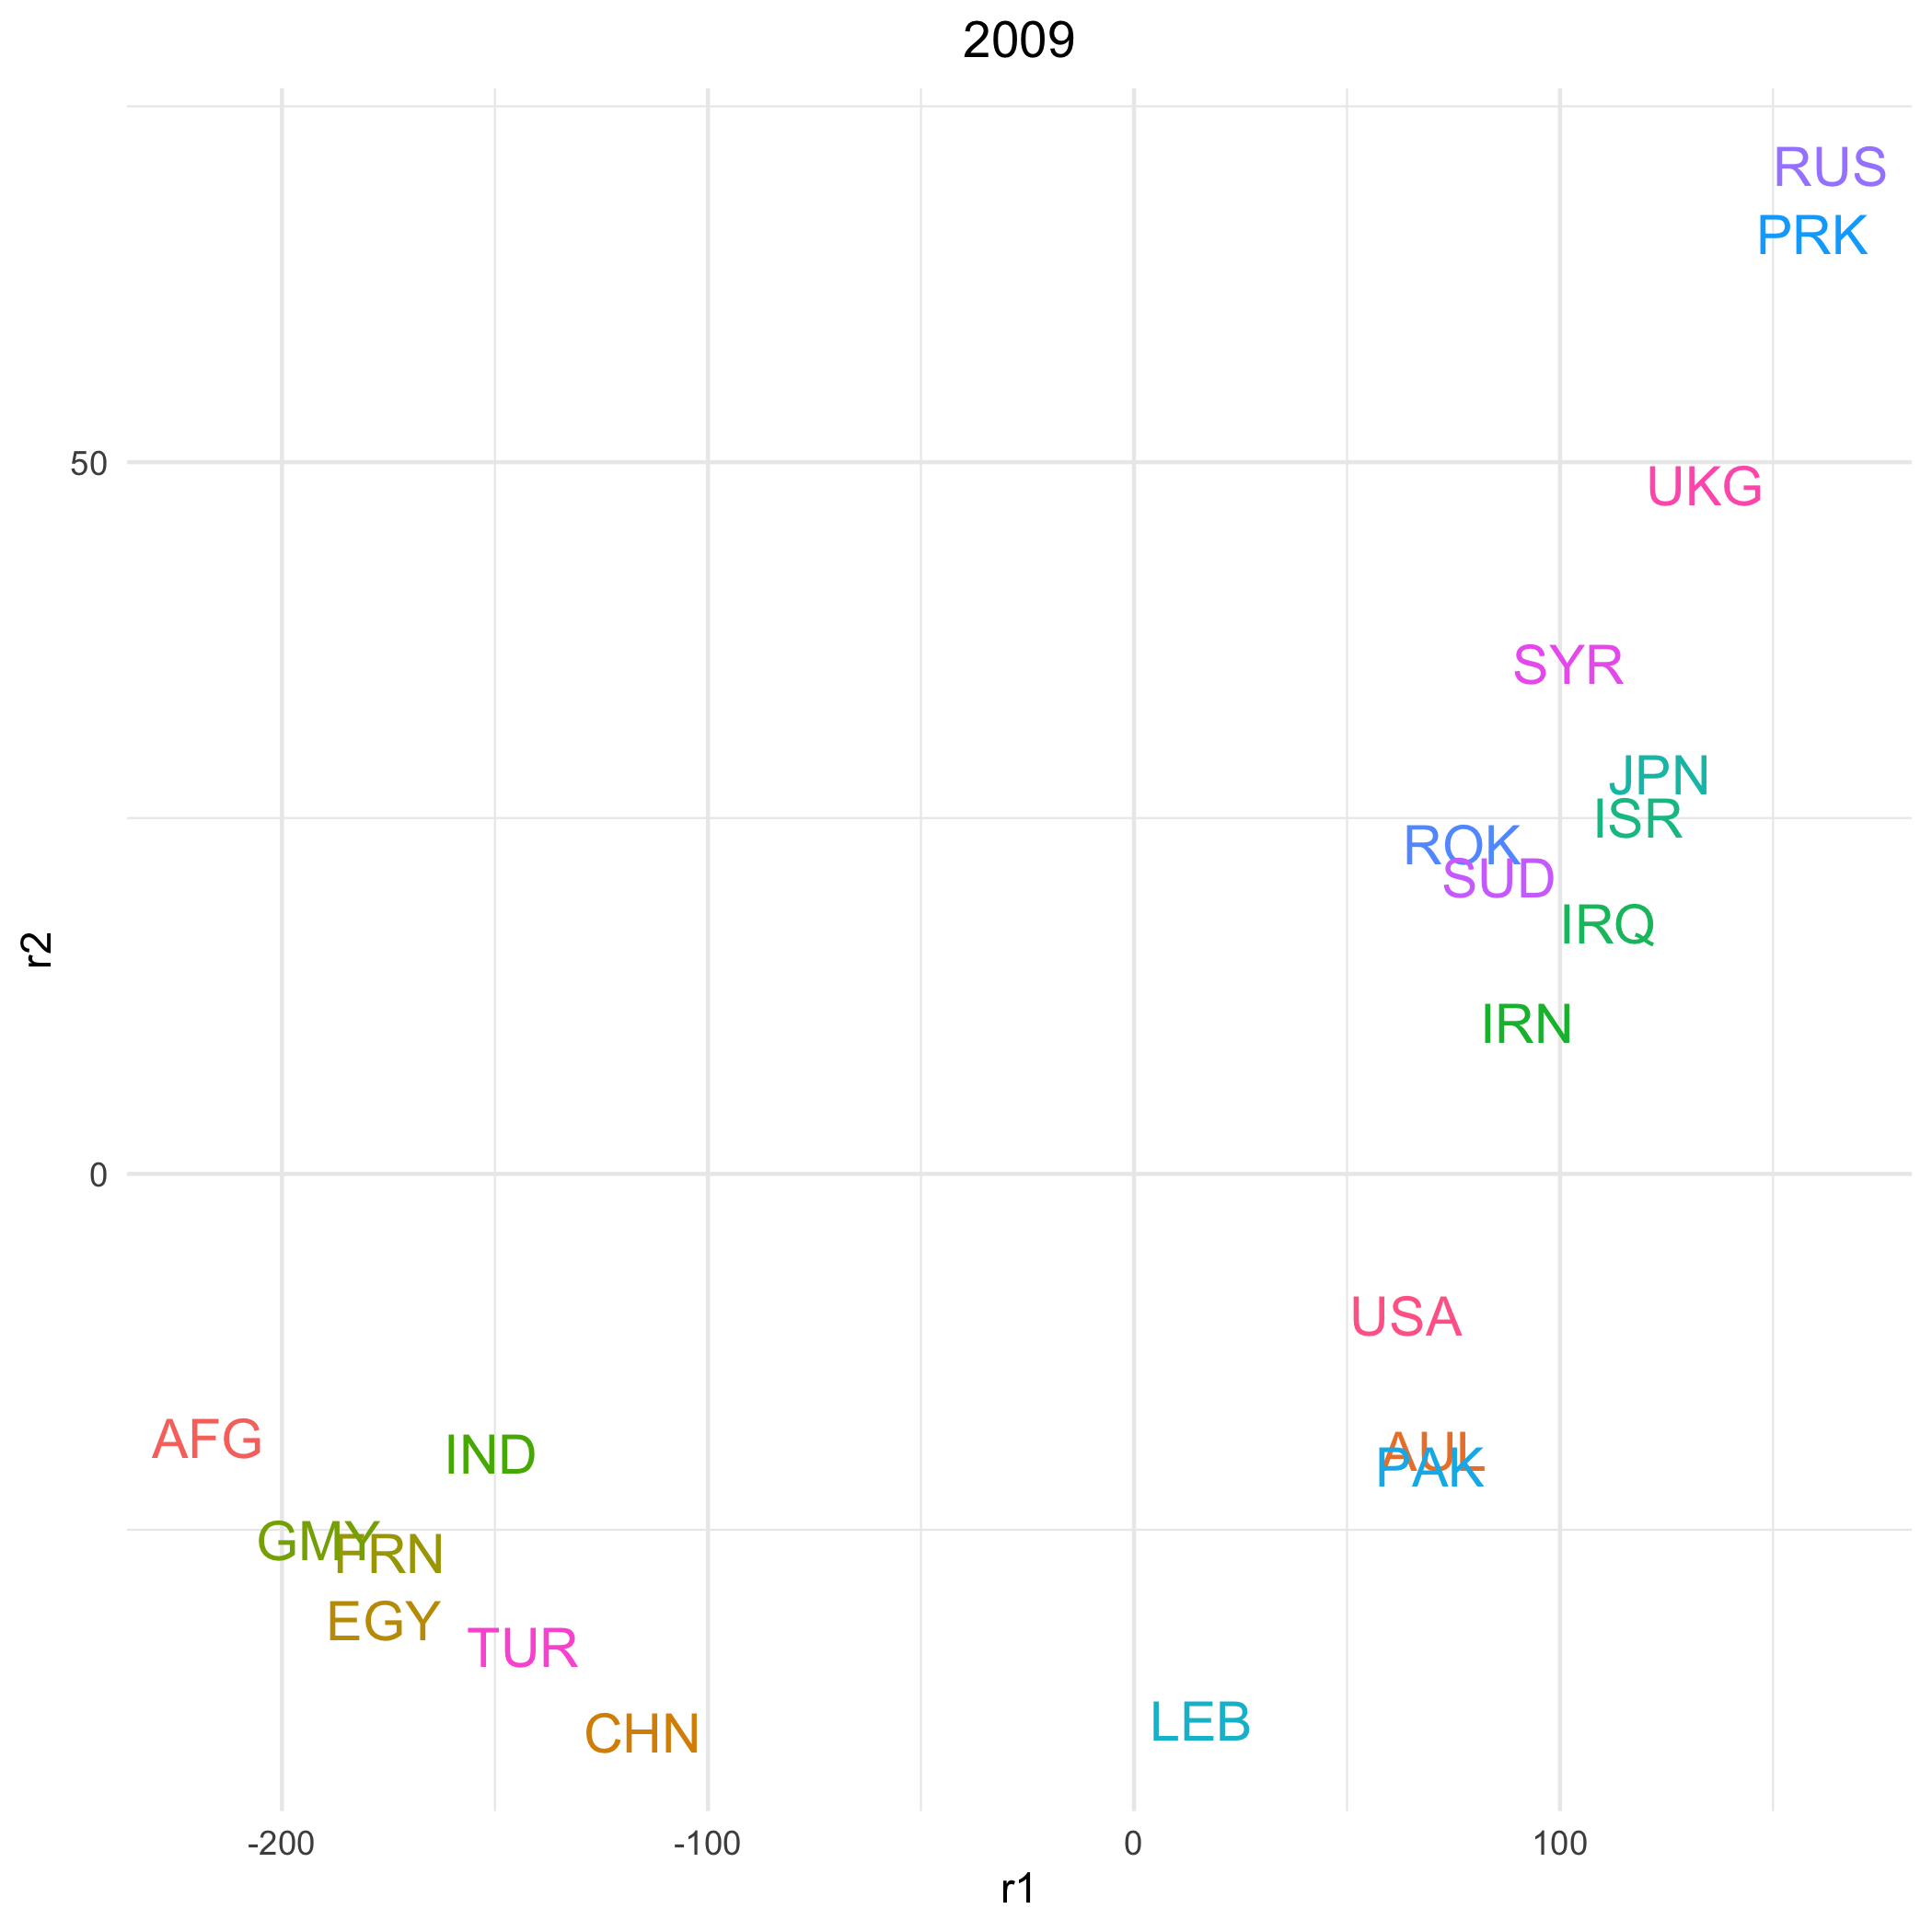 2009
RUS
PRK
50
UKG
SYR
JPN
ISR
ROK
SUD
IRQ
r2
IRN
0
USA
AFG
IND
AUL
PAK
GMY
FRN
EGY
TUR
CHN
LEB
-200 -100 0 100
r1